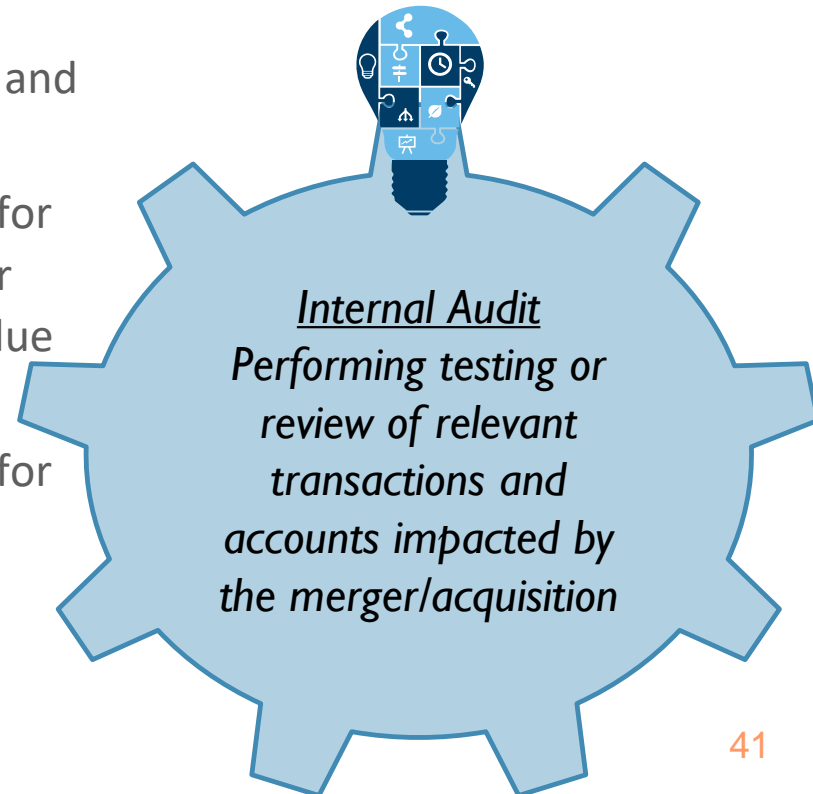 and
for
r
lue
for
Internal Audit
Performing testing or
review of relevant
transactions and
accounts impacted by
the merger/acquisition
41